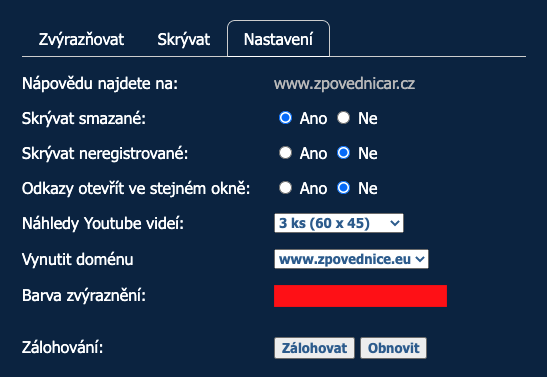 Zvýrazňovat Skrývat Nastavení
Nápovědu najdete na: www.zpovednicar.cz
Skrývat smazané: Ano Ne
Skrývat neregistrované: Ano Ne
Odkazy otevřít ve stejném okně: Ano Ne
Náhledy Youtube videí: 3 ks (60 x 45)
Vynutit doménu www.zpovednice.eu
Barva zvýraznění:
Zálohování: Zálohovat Obnovit